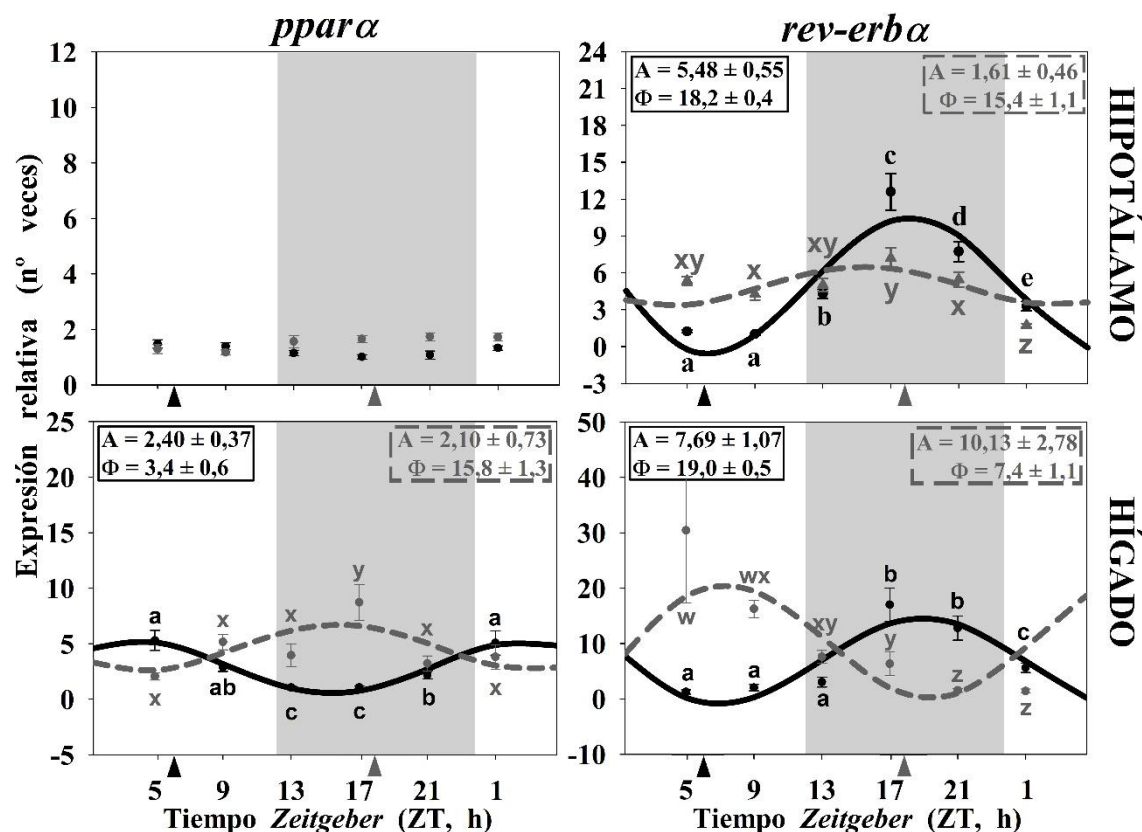 pparα
rev-erbα
12
10
8
6
4
2
0
24
21
18
15
12
9
6
3
0
-3
A = 5,48 ± 0,55
Φ = 18,2 ± 0,4
A = 1,61 ± 0,46
Φ = 15,4 ± 1,1
xy
a
x
a
xy
b
c
y
d
x
e
z
HIPOTÁLAMO
Expresión relativa (nº veces)
25
20
15
10
5
0
-5
A = 2,40 ± 0,37
Φ = 3,4 ± 0,6
A = 2,10 ± 0,73
Φ = 15,8 ± 1,3
a
x
x
ab
x
c
y
c
x
b
a
x
50
40
30
20
10
0
-10
A = 7,69 ± 1,07
Φ = 19,0 ± 0,5
A = 10,13 ± 2,78
Φ = 7,4 ± 1,1
w
a
wx
a
xy
a
b
y
b
z
c
z
HÍGADO
5 9 13 17 21 1
5 9 13 17 21 1
Tiempo Zeitgeber (ZT, h)
Tiempo Zeitgeber (ZT, h)